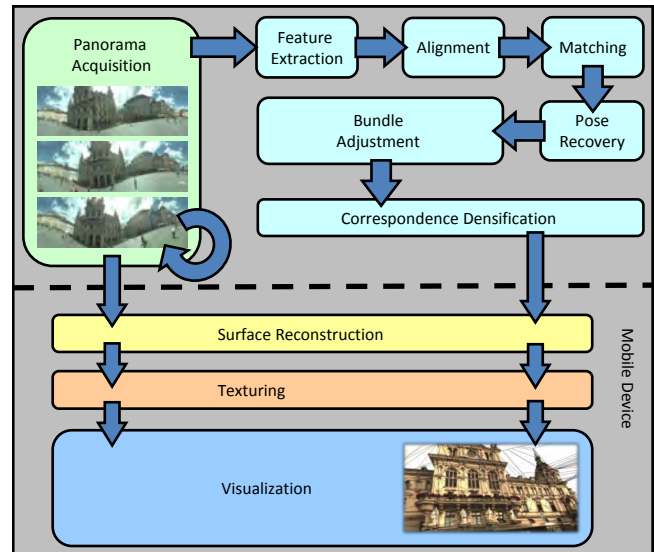 Panorama
Acquisition
Feature
Extraction
Alignment
Matching
Pose
Recovery
Bundle
Adjustment
Correspondence Densification
Surface Reconstruction
Texturing
Visualization
Mobile Device